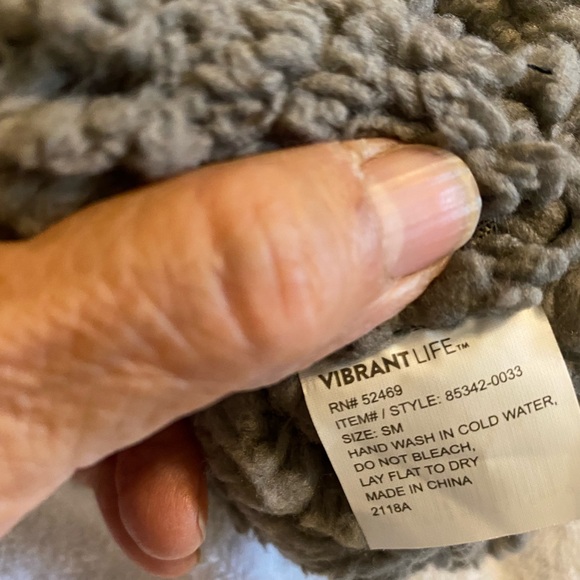 VIBRANT LIFE™
RN# 52469
ITEM# / STYLE: 85342-0033
SIZE: SM
HAND WASH IN COLD WATER,
DO NOT BLEACH,
LAY FLAT TO DRY
MADE IN CHINA
2118A